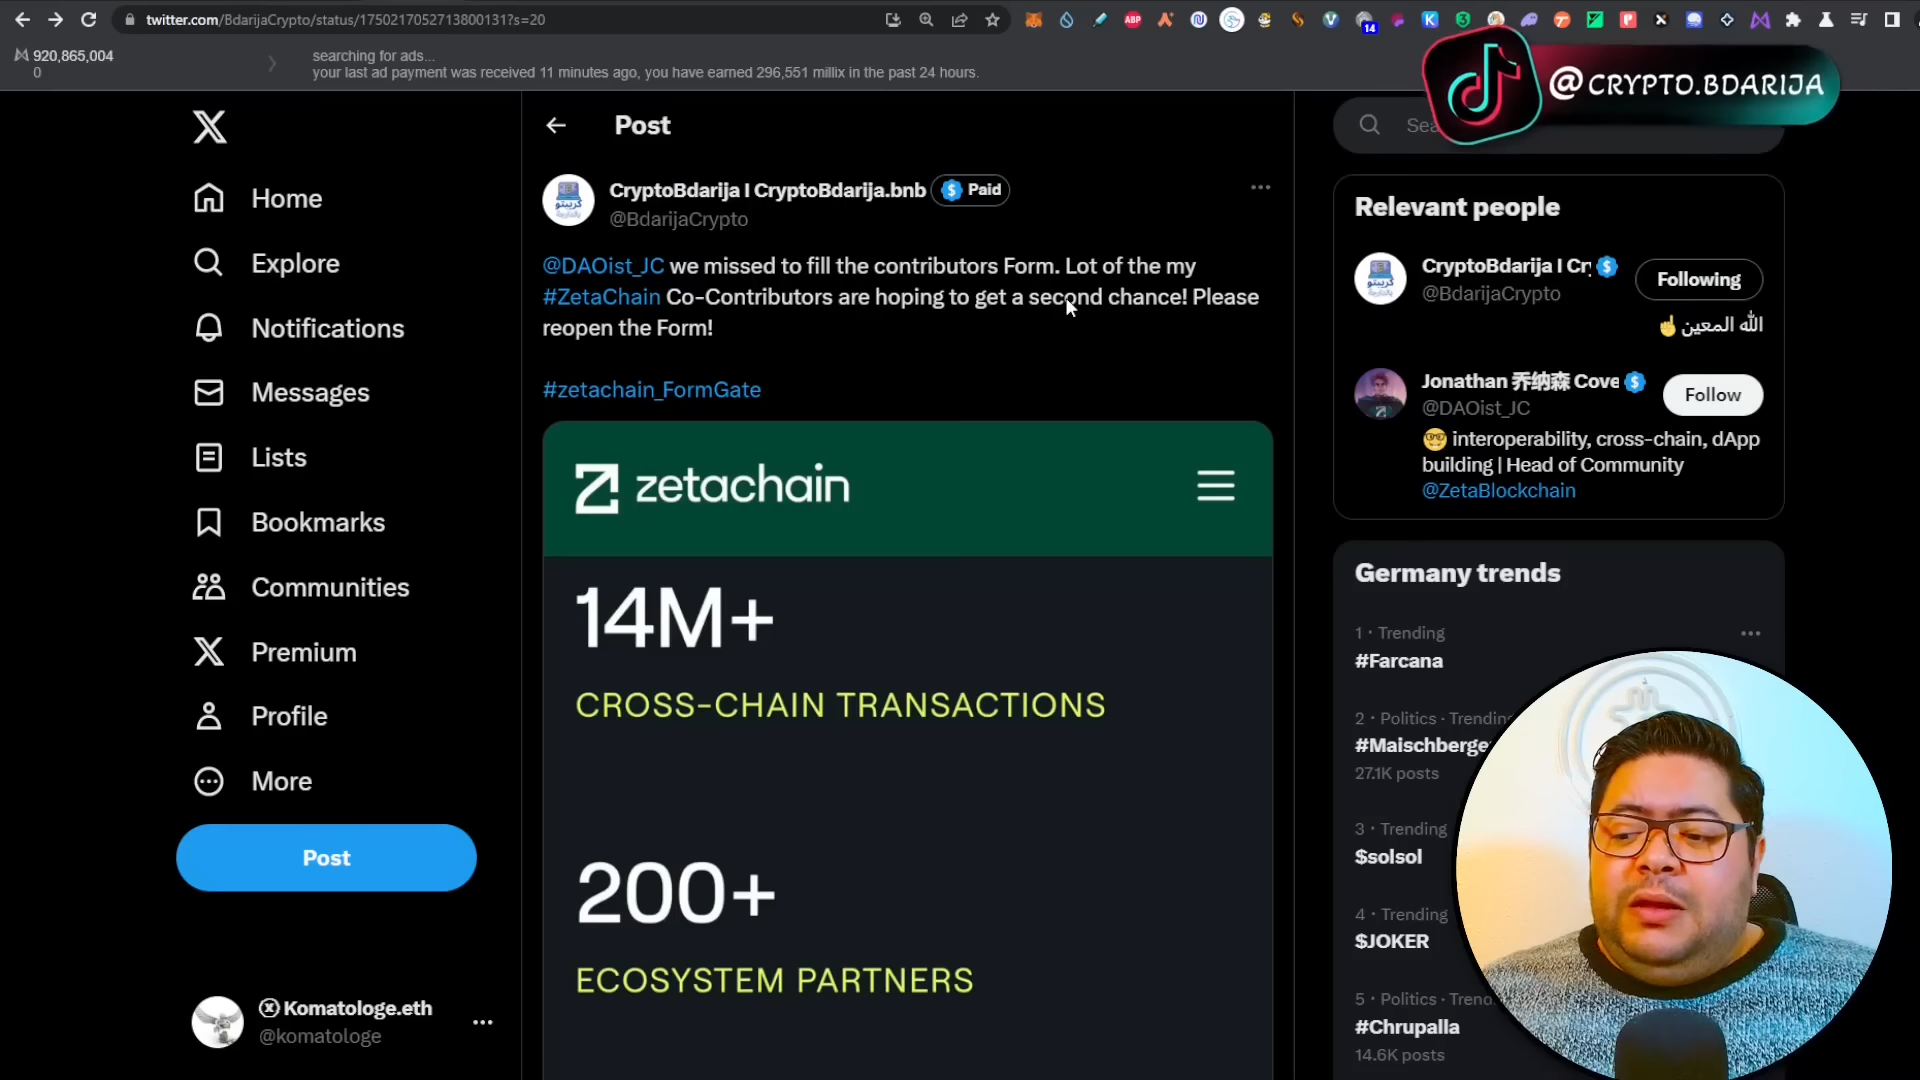 twitter.com/BdarijaCrypto/status/1750217052713800131?s=20
ABP
14
920,865,004
0
searching for ads...
your last ad payment was received 11 minutes ago, you have earned 296,551 millix in the past 24 hours.
@CRYPTO.BDARIJA
Home
Explore
Notifications
Messages
Lists
Bookmarks
Communities
Premium
Profile
More
Post
Komatologe.eth
@komatologe
Post
CryptoBdarija I CryptoBdarija.bnb
Paid
@BdarijaCrypto
@DAOist_JC we missed to fill the contributors Form. Lot of the my
#ZetaChain Co-Contributors are hoping to get a second chance! Please
reopen the Form!
#zetachain_FormGate
zetachain
14M+
CROSS-CHAIN TRANSACTIONS
200+
ECOSYSTEM PARTNERS
Relevant people
CryptoBdarija I Cr
@BdarijaCrypto
Following
الله المعين ☝
Jonathan 乔纳森 Cove
@DAOist_JC
Follow
🤓 interoperability, cross-chain, dApp
building | Head of Community
@ZetaBlockchain
Germany trends
1 · Trending
#Farcana
2 · Politics · Trending
#Maischberge
27.1K posts
3 · Trending
$solsol
4 · Trending
$JOKER
5 · Politics · Treno
#Chrupalla
14.6K posts